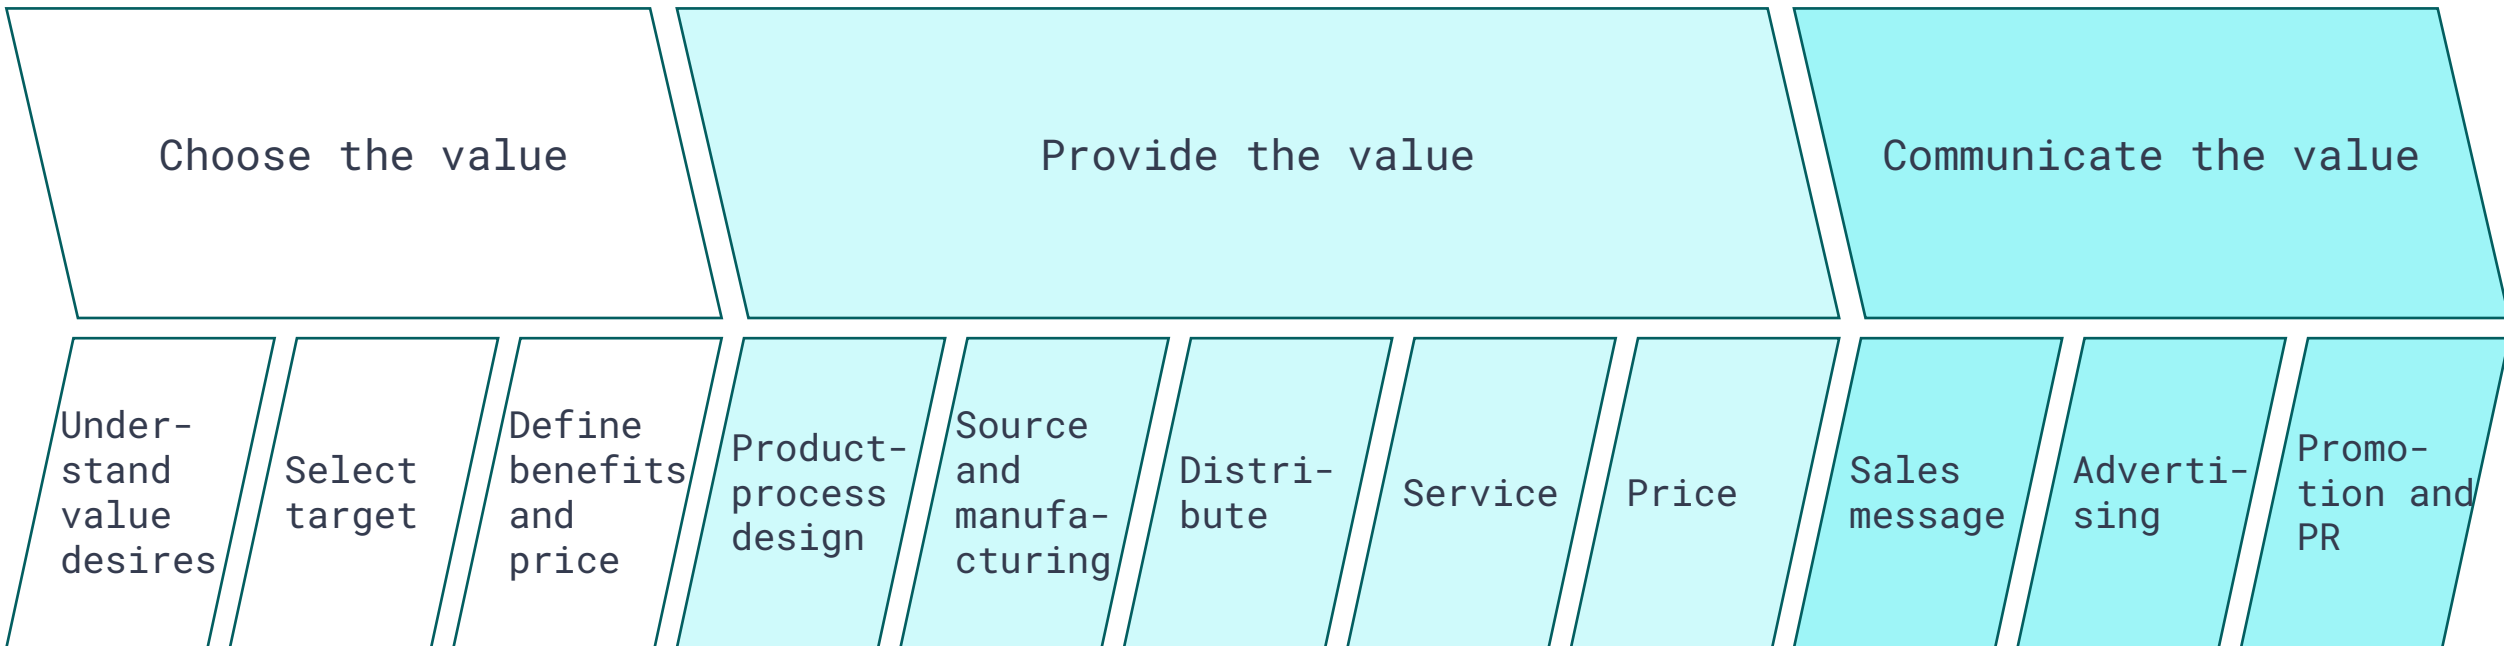 Choose the value
Provide the value
Communicate the value
Under-
stand
value
desires
Select
target
Define
benefits
and
price
Product-
process
design
Source
and
manufa-
cturing
Distri-
bute
Service
Price
Sales
message
Adverti-
sing
Promo-
tion and
PR